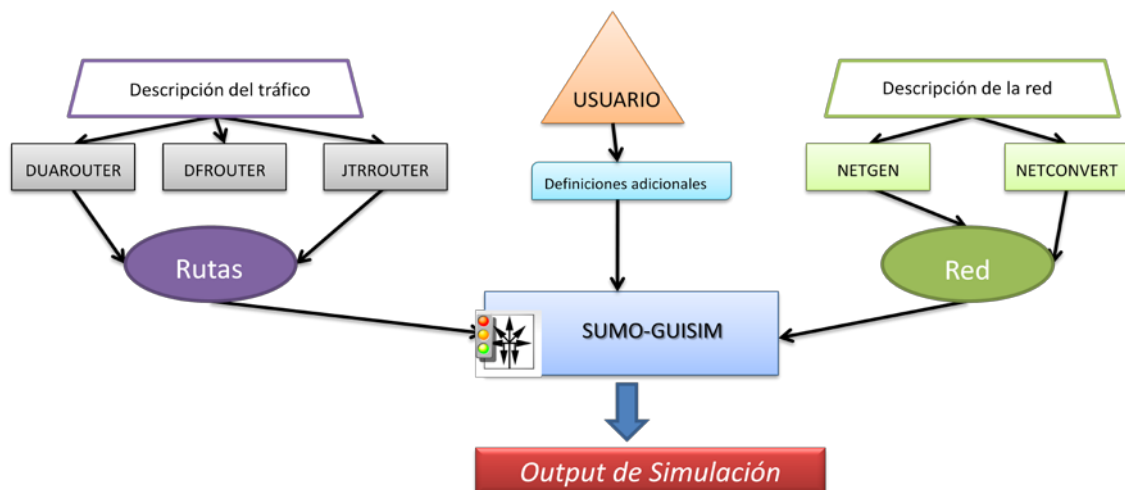 Descripción del tráfico
USUARIO
Descripción de la red
DUAROUTER
DFROUTER
JTRROUTER
Definiciones adicionales
NETGEN
NETCONVERT
Rutas
Red
SUMO-GUISIM
Output de Simulación